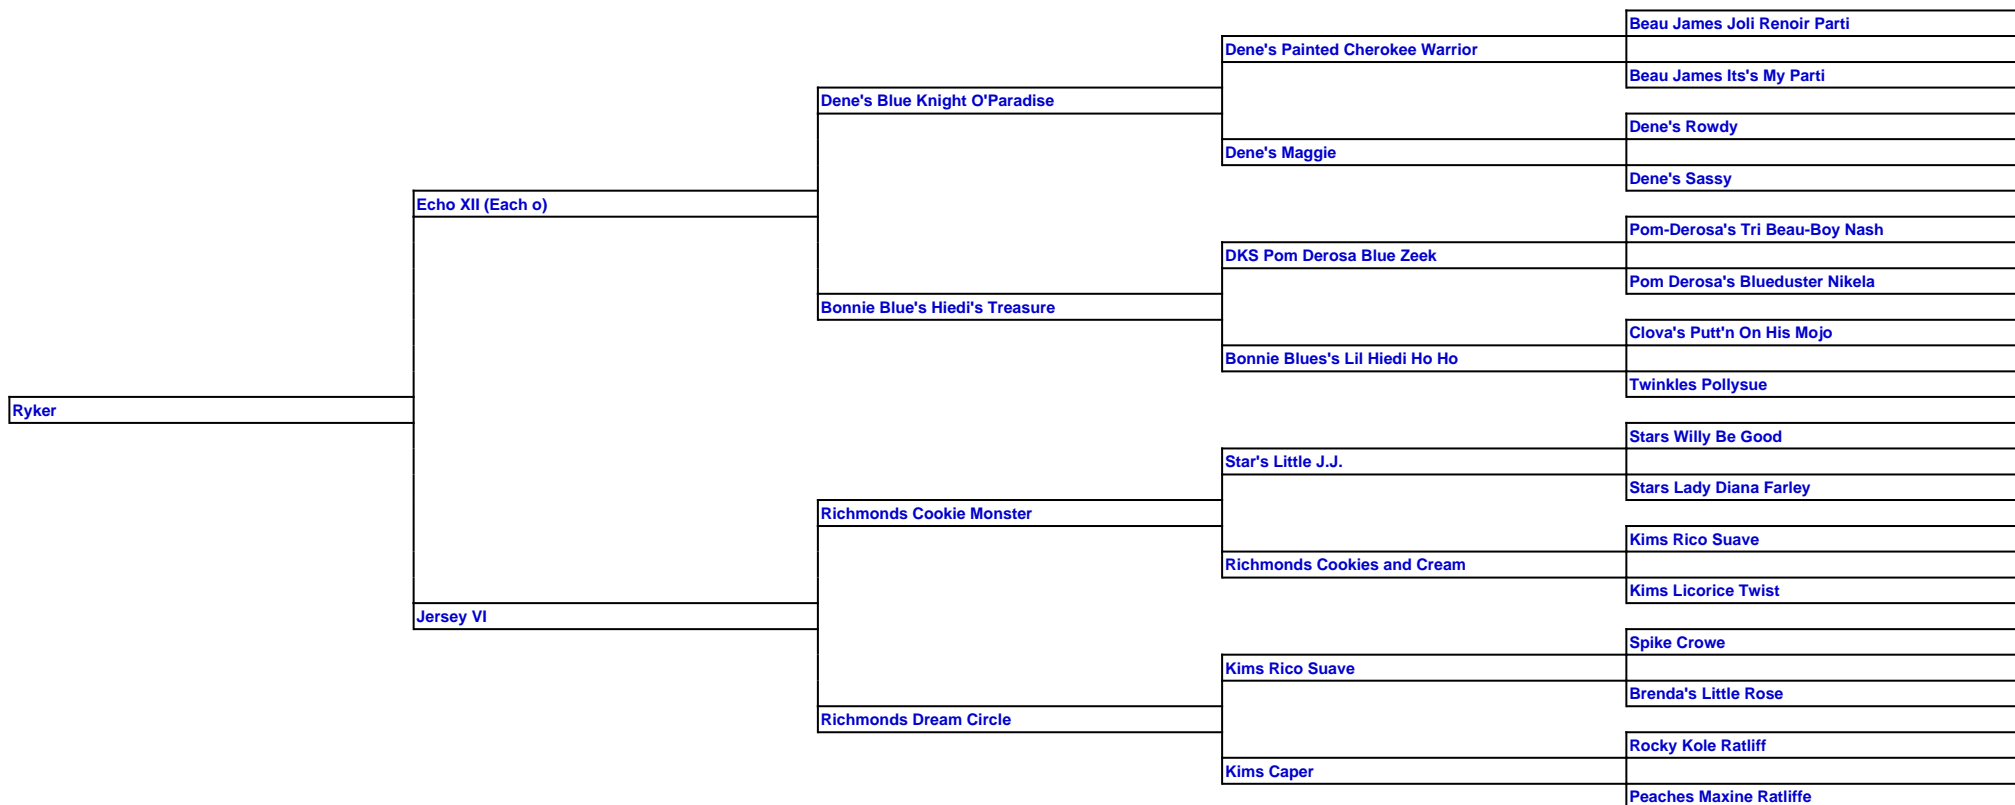 Beau James Joli Renoir Parti
Dene's Painted Cherokee Warrior
Beau James Its's My Parti
Dene's Blue Knight O'Paradise
Dene's Rowdy
Dene's Maggie
Dene's Sassy
Echo XII (Each o)
Pom-Derosa's Tri Beau-Boy Nash
DKS Pom Derosa Blue Zeek
Pom Derosa's Blueduster Nikela
Bonnie Blue's Hiedi's Treasure
Clova's Putt'n On His Mojo
Bonnie Blues's Lil Hiedi Ho Ho
Twinkles Pollysue
Ryker
Stars Willy Be Good
Star's Little J.J.
Stars Lady Diana Farley
Richmonds Cookie Monster
Kims Rico Suave
Richmonds Cookies and Cream
Kims Licorice Twist
Jersey VI
Spike Crowe
Kims Rico Suave
Brenda's Little Rose
Richmonds Dream Circle
Rocky Kole Ratliff
Kims Caper
Peaches Maxine Ratliffe